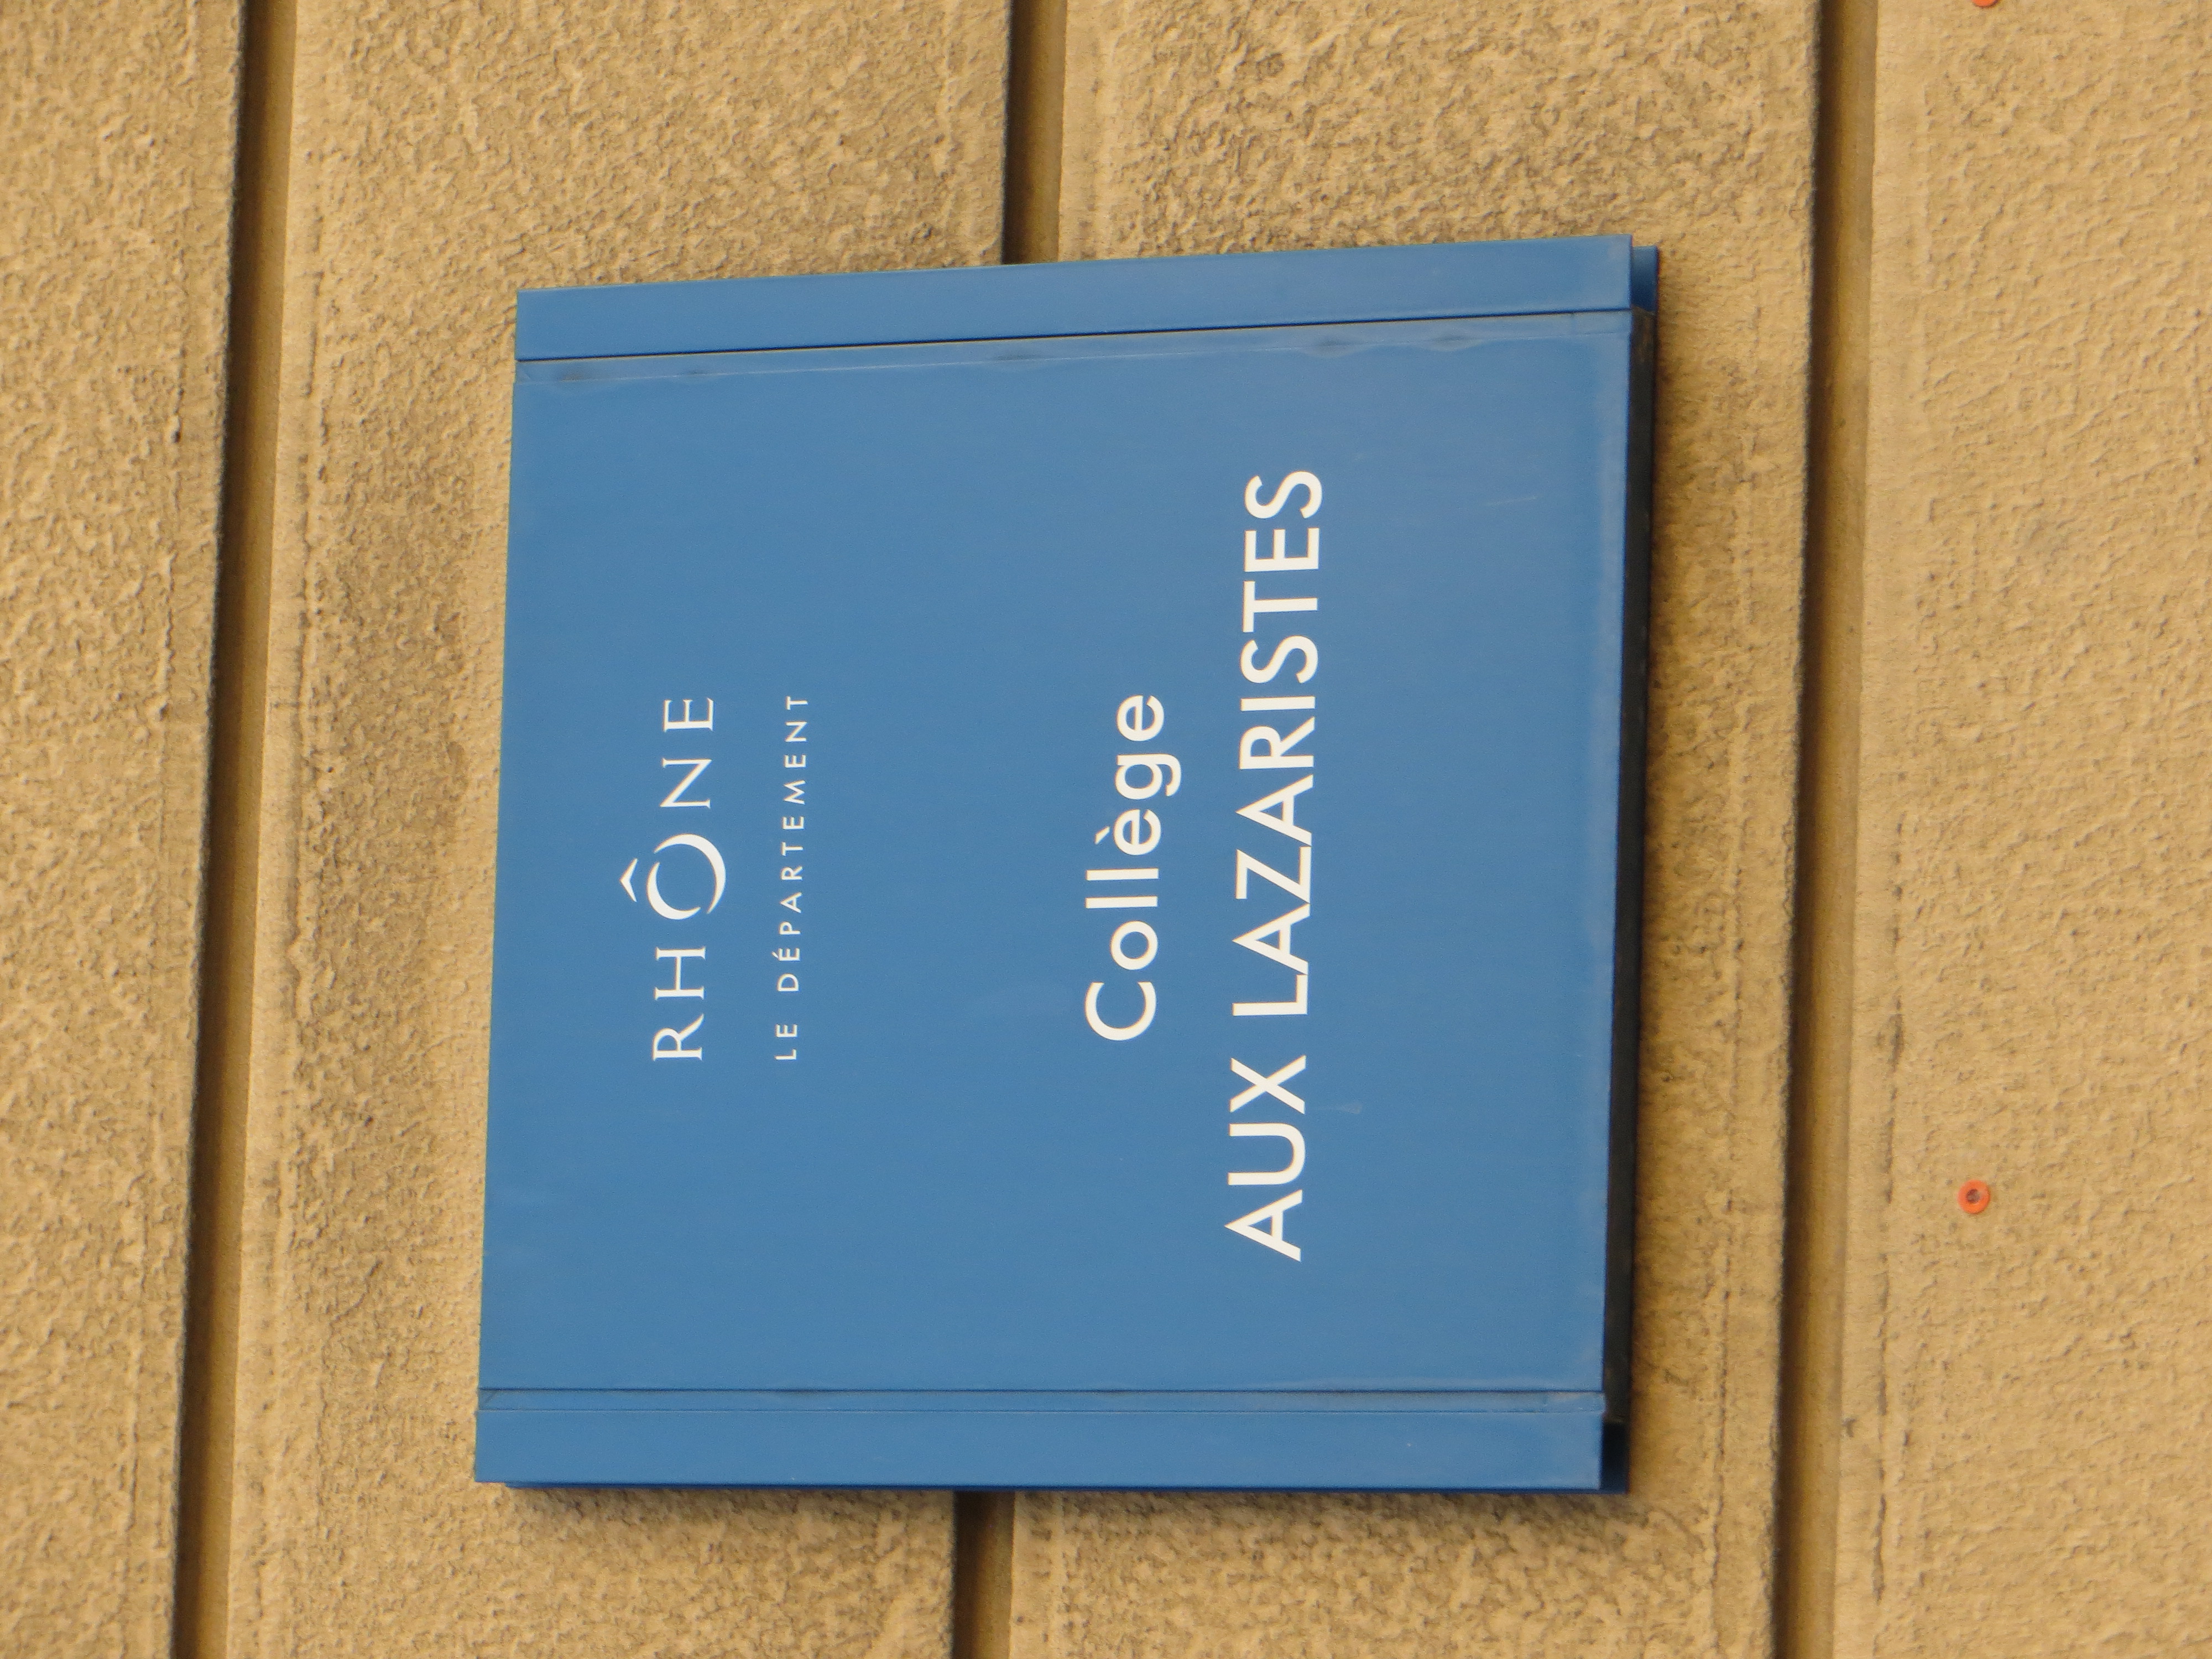 RHÔNE
LE DÉPARTEMENT
Collège
AUX LAZARISTES